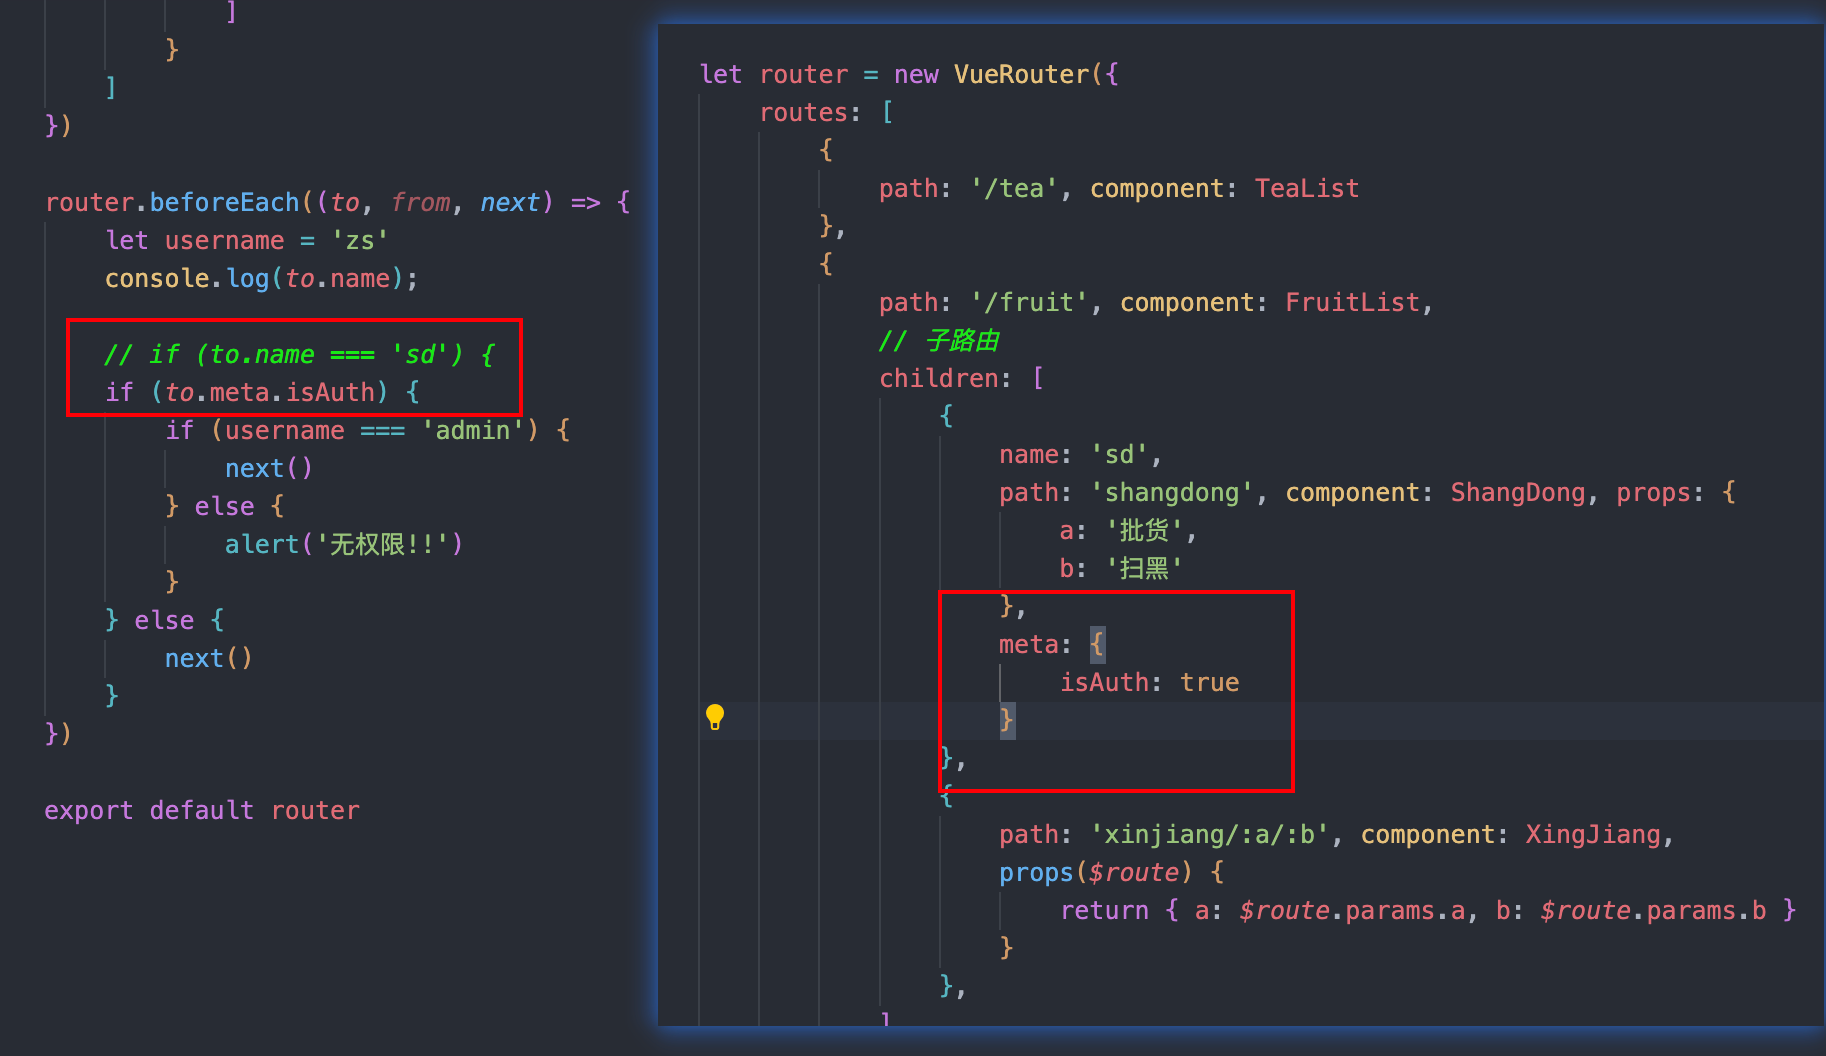 ]
}
]
})
router.beforeEach((to, from, next) => {
let username = 'zs'
console.log(to.name);
// if (to.name === 'sd') {
if (to.meta.isAuth) {
if (username === 'admin') {
next()
} else {
alert('无权限!!')
}
} else {
next()
}
})
export default router
let router = new VueRouter({
routes: [
{
path: '/tea', component: TeaList
},
{
path: '/fruit', component: FruitList,
// 子路由
children: [
{
name: 'sd',
path: 'shangdong', component: ShangDong, props: {
a: '批货',
b: '扫黑'
},
meta: {
isAuth: true
}
},
{
path: 'xinjiang/:a/:b', component: XingJiang,
props($route) {
return { a: $route.params.a, b: $route.params.b }
}
},
]